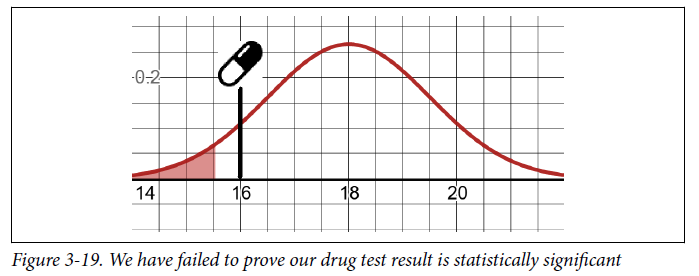 0.2
14 16 18 20
Figure 3-19. We have failed to prove our drug test result is statistically significant